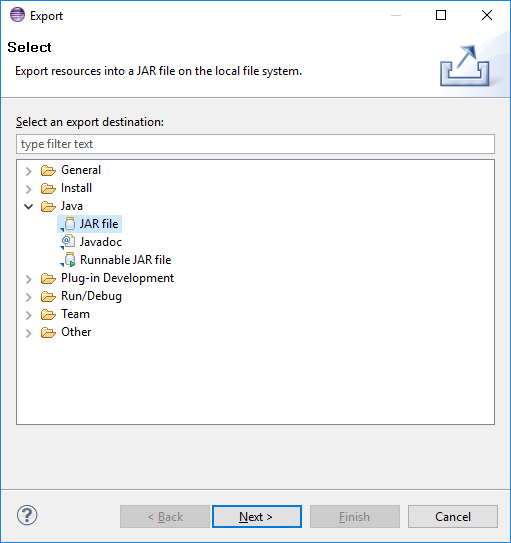 Export
Select
Export resources into a JAR file on the local file system.
Select an export destination:
type filter text
General
Install
Java
JAR file
Javadoc
Runnable JAR file
Plug-in Development
Run/Debug
Team
Other
?
< Back
Next >
Finish
Cancel